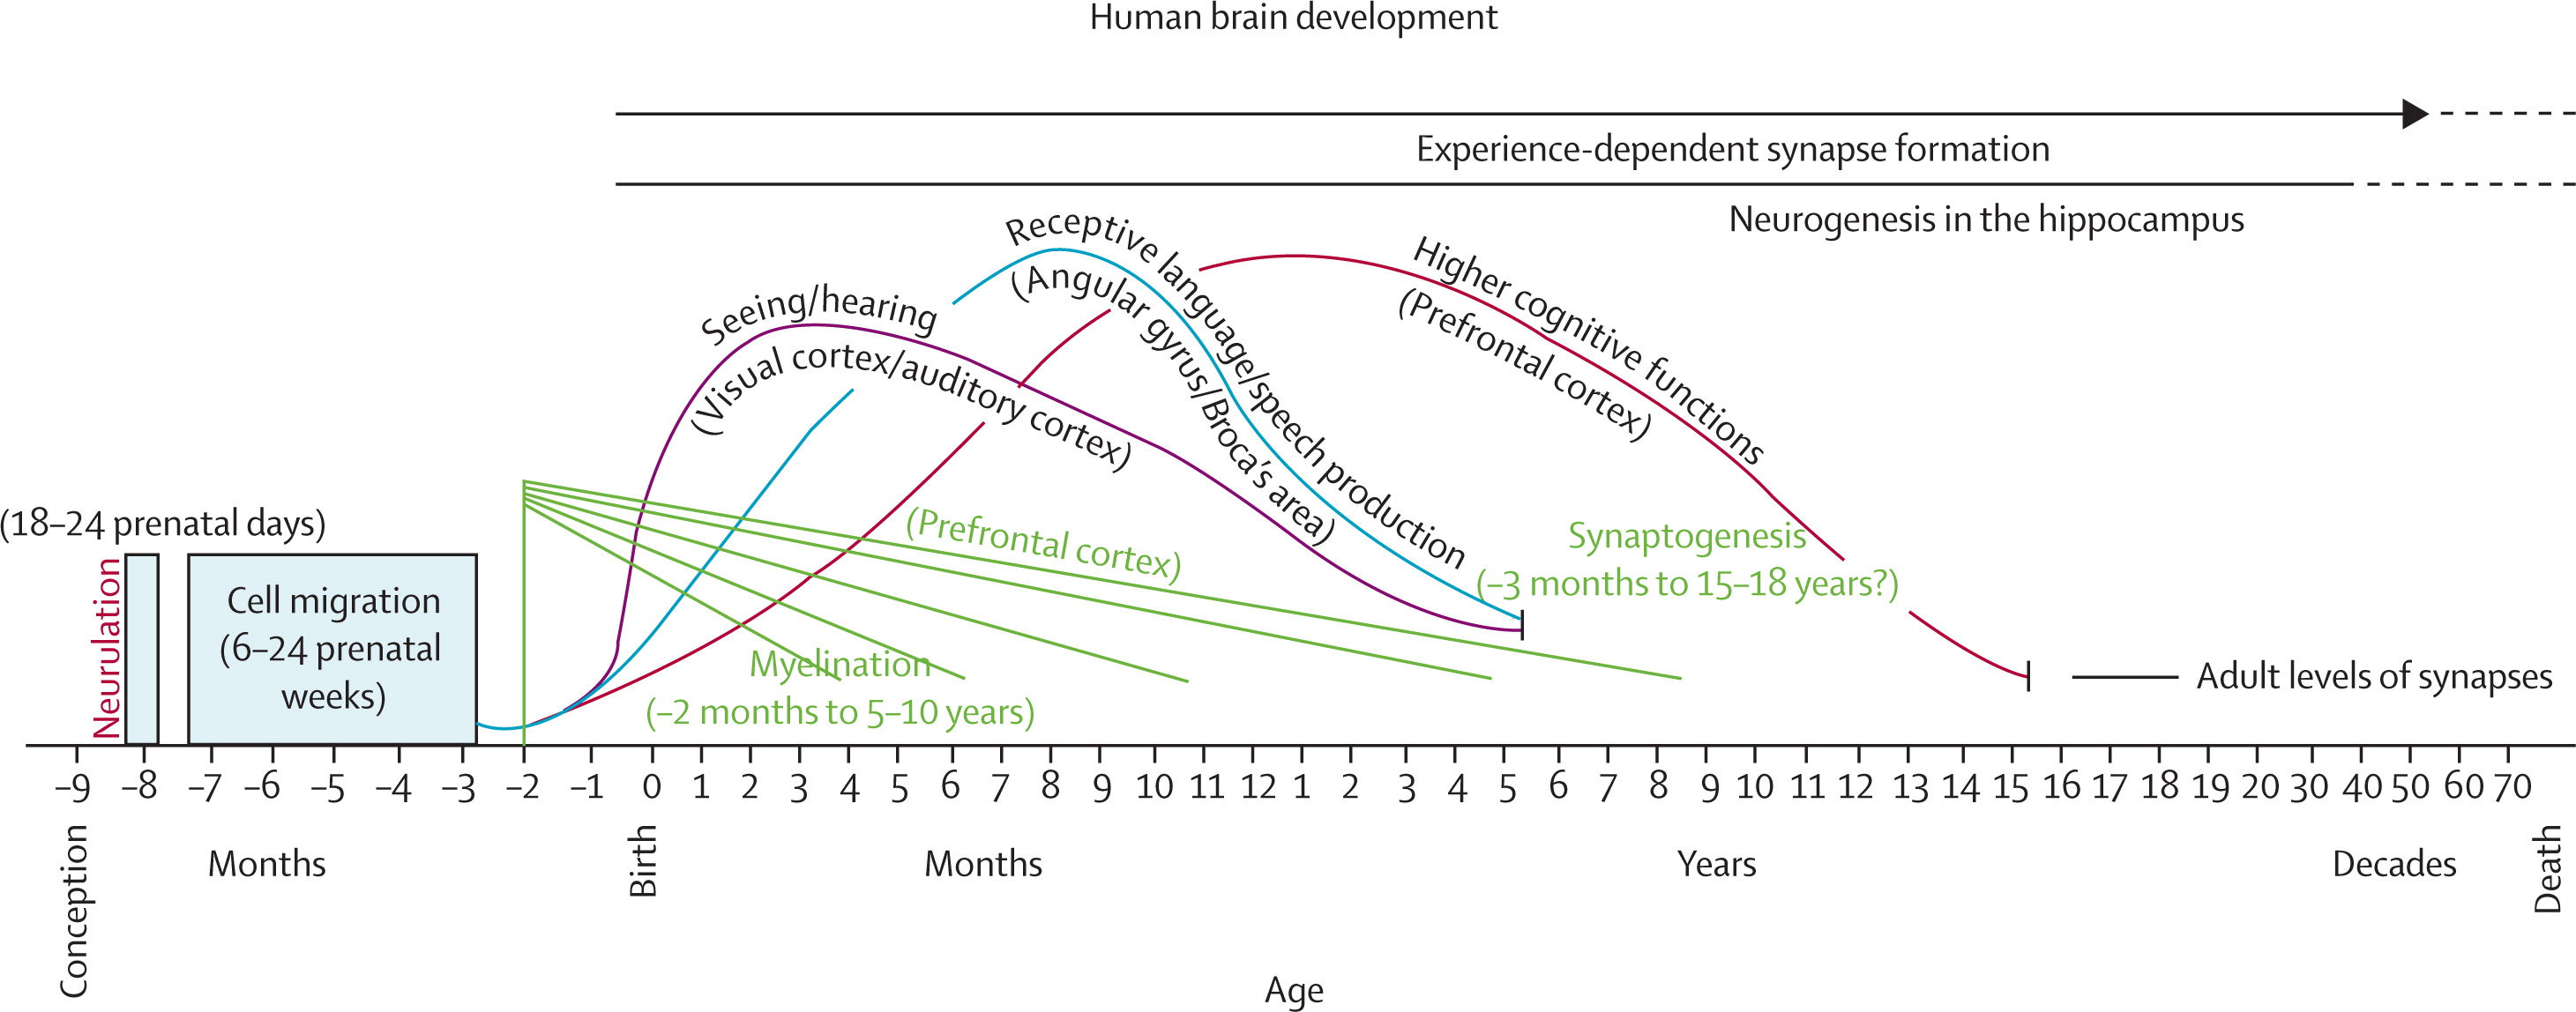 Human brain development
Experience-dependent synapse formation
Neurogenesis in the hippocampus
Receptive language/speech production
(Angular gyrus/Broca's area)
Higher cognitive functions
(Prefrontal cortex)
Seeing/hearing
(Visual cortex/auditory cortex)
(18–24 prenatal days)
Neurulation
Cell migration
(6–24 prenatal
weeks)
(Prefrontal cortex)
Synaptogenesis
(–3 months to 15–18 years?)
Myelination
(–2 months to 5–10 years)
Adult levels of synapses
–9 –8 –7 –6 –5 –4 –3 –2 –1 0 1 2 3 4 5 6 7 8 9 10 11 12 1 2 3 4 5 6 7 8 9 10 11 12 13 14 15 16 17 18 19 20 30 40 50 60 70
Conception
Months
Birth
Months
Years
Decades
Death
Age